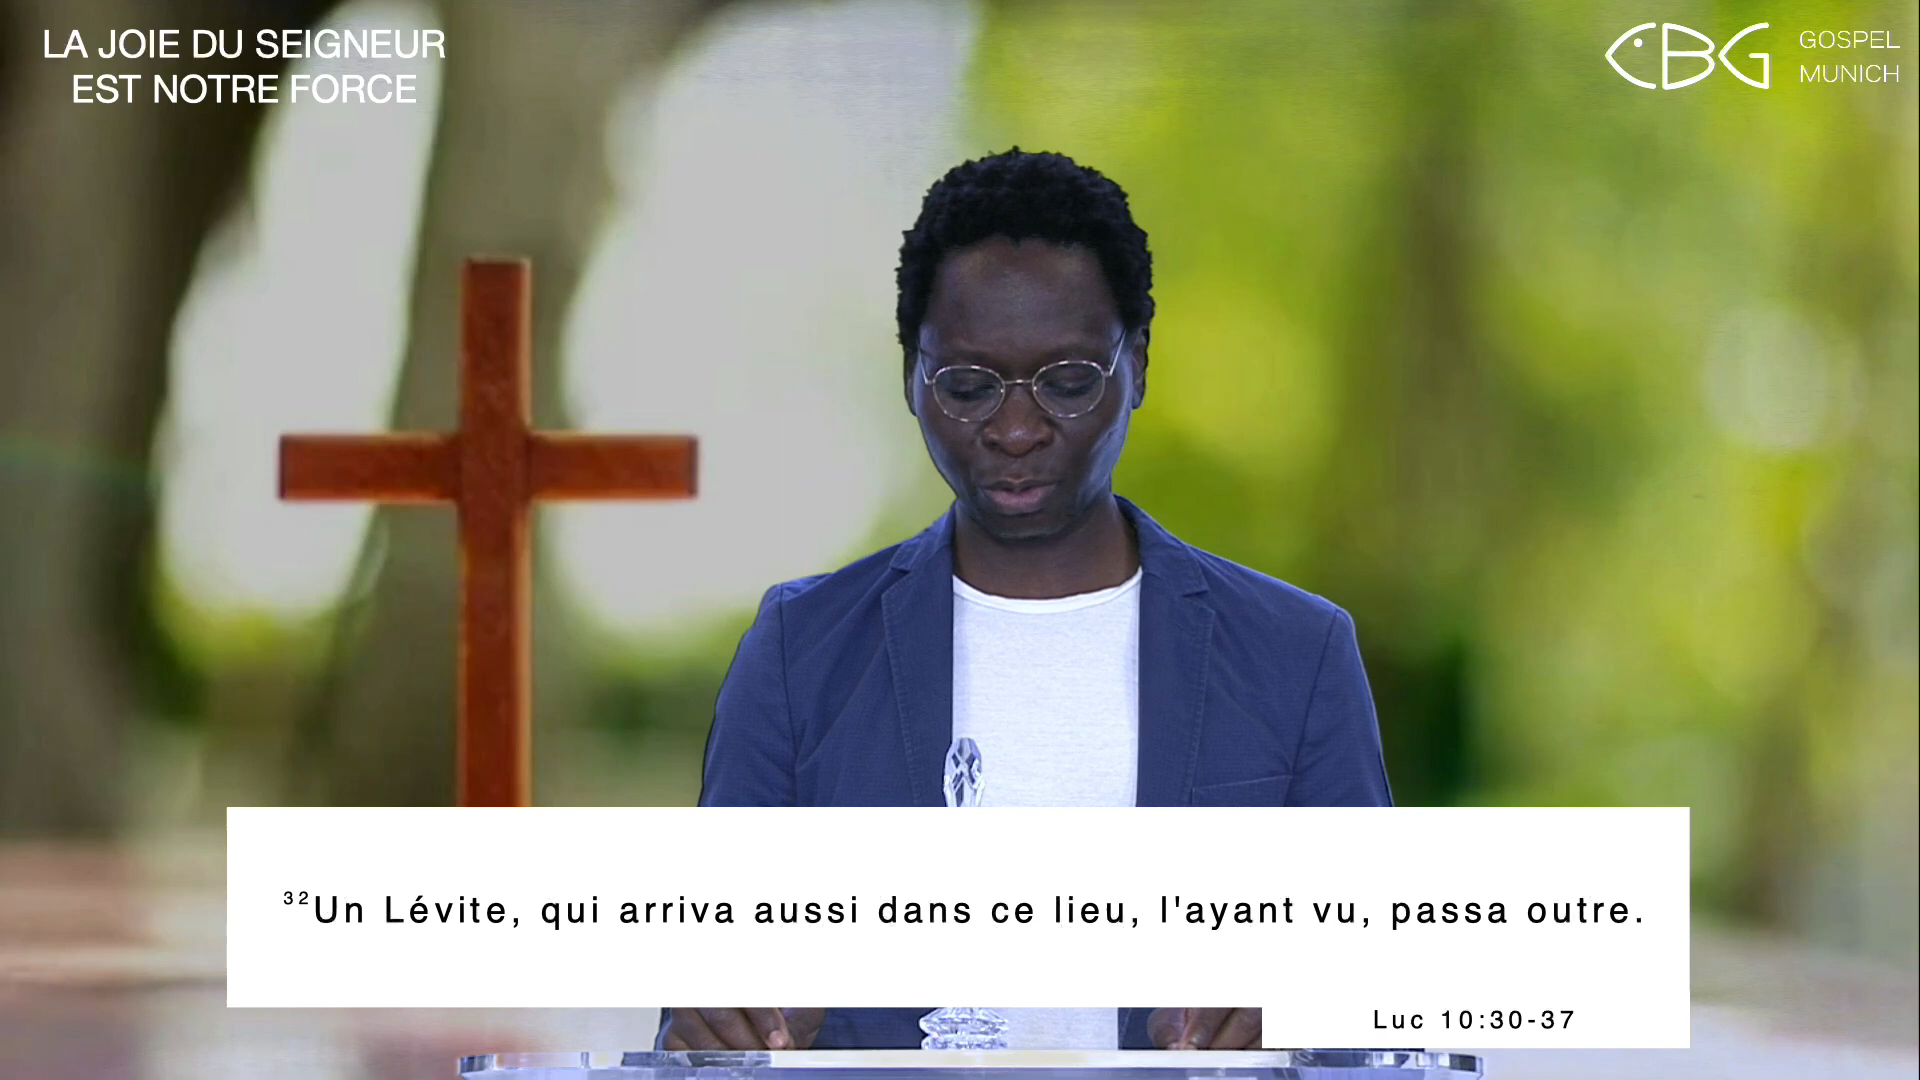 LA JOIE DU SEIGNEUR
EST NOTRE FORCE
CBG
GOSPEL
MUNICH
32Un Lévite, qui arriva aussi dans ce lieu, l'ayant vu, passa outre.
Luc 10:30-37